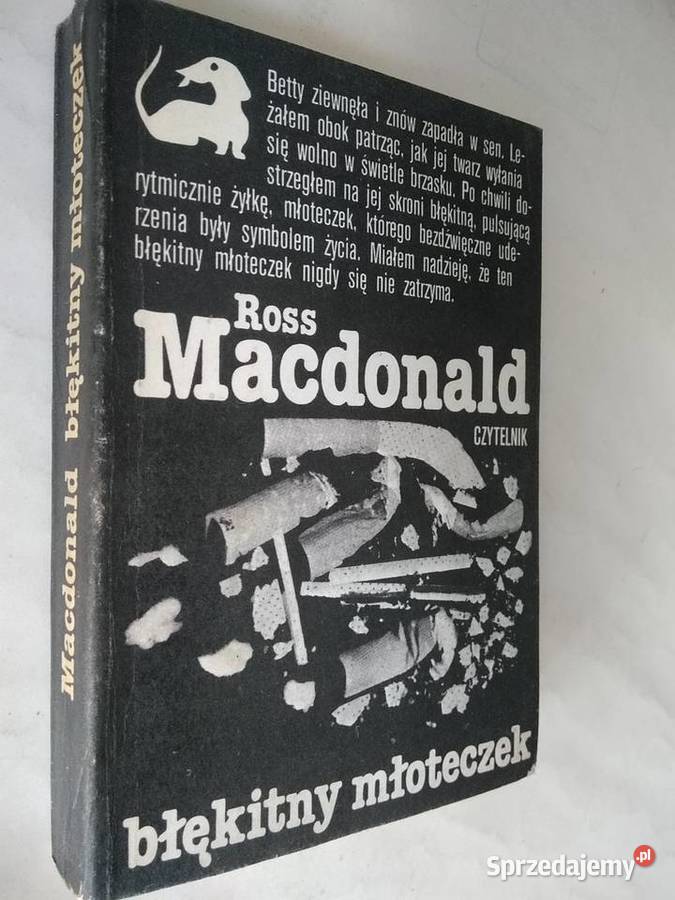 Macdonald błękitny młoteczek
Betty ziewnęła i znów zapadła w sen. Le-
żałem obok patrząc, jak jej twarz wyłania
się wolno w świetle brzasku. Po chwili do-
strzegłem na jej skroni błękitną, pulsującą
rytmicznie żyłkę, młoteczek, którego bezdźwięczne ude-
rzenia były symbolem życia. Miałem nadzieję, że ten
błękitny młoteczek nigdy się nie zatrzyma.
Ross
Macdonald
CZYTELNIK
błękitny młoteczek
Sprzedajemy.pl